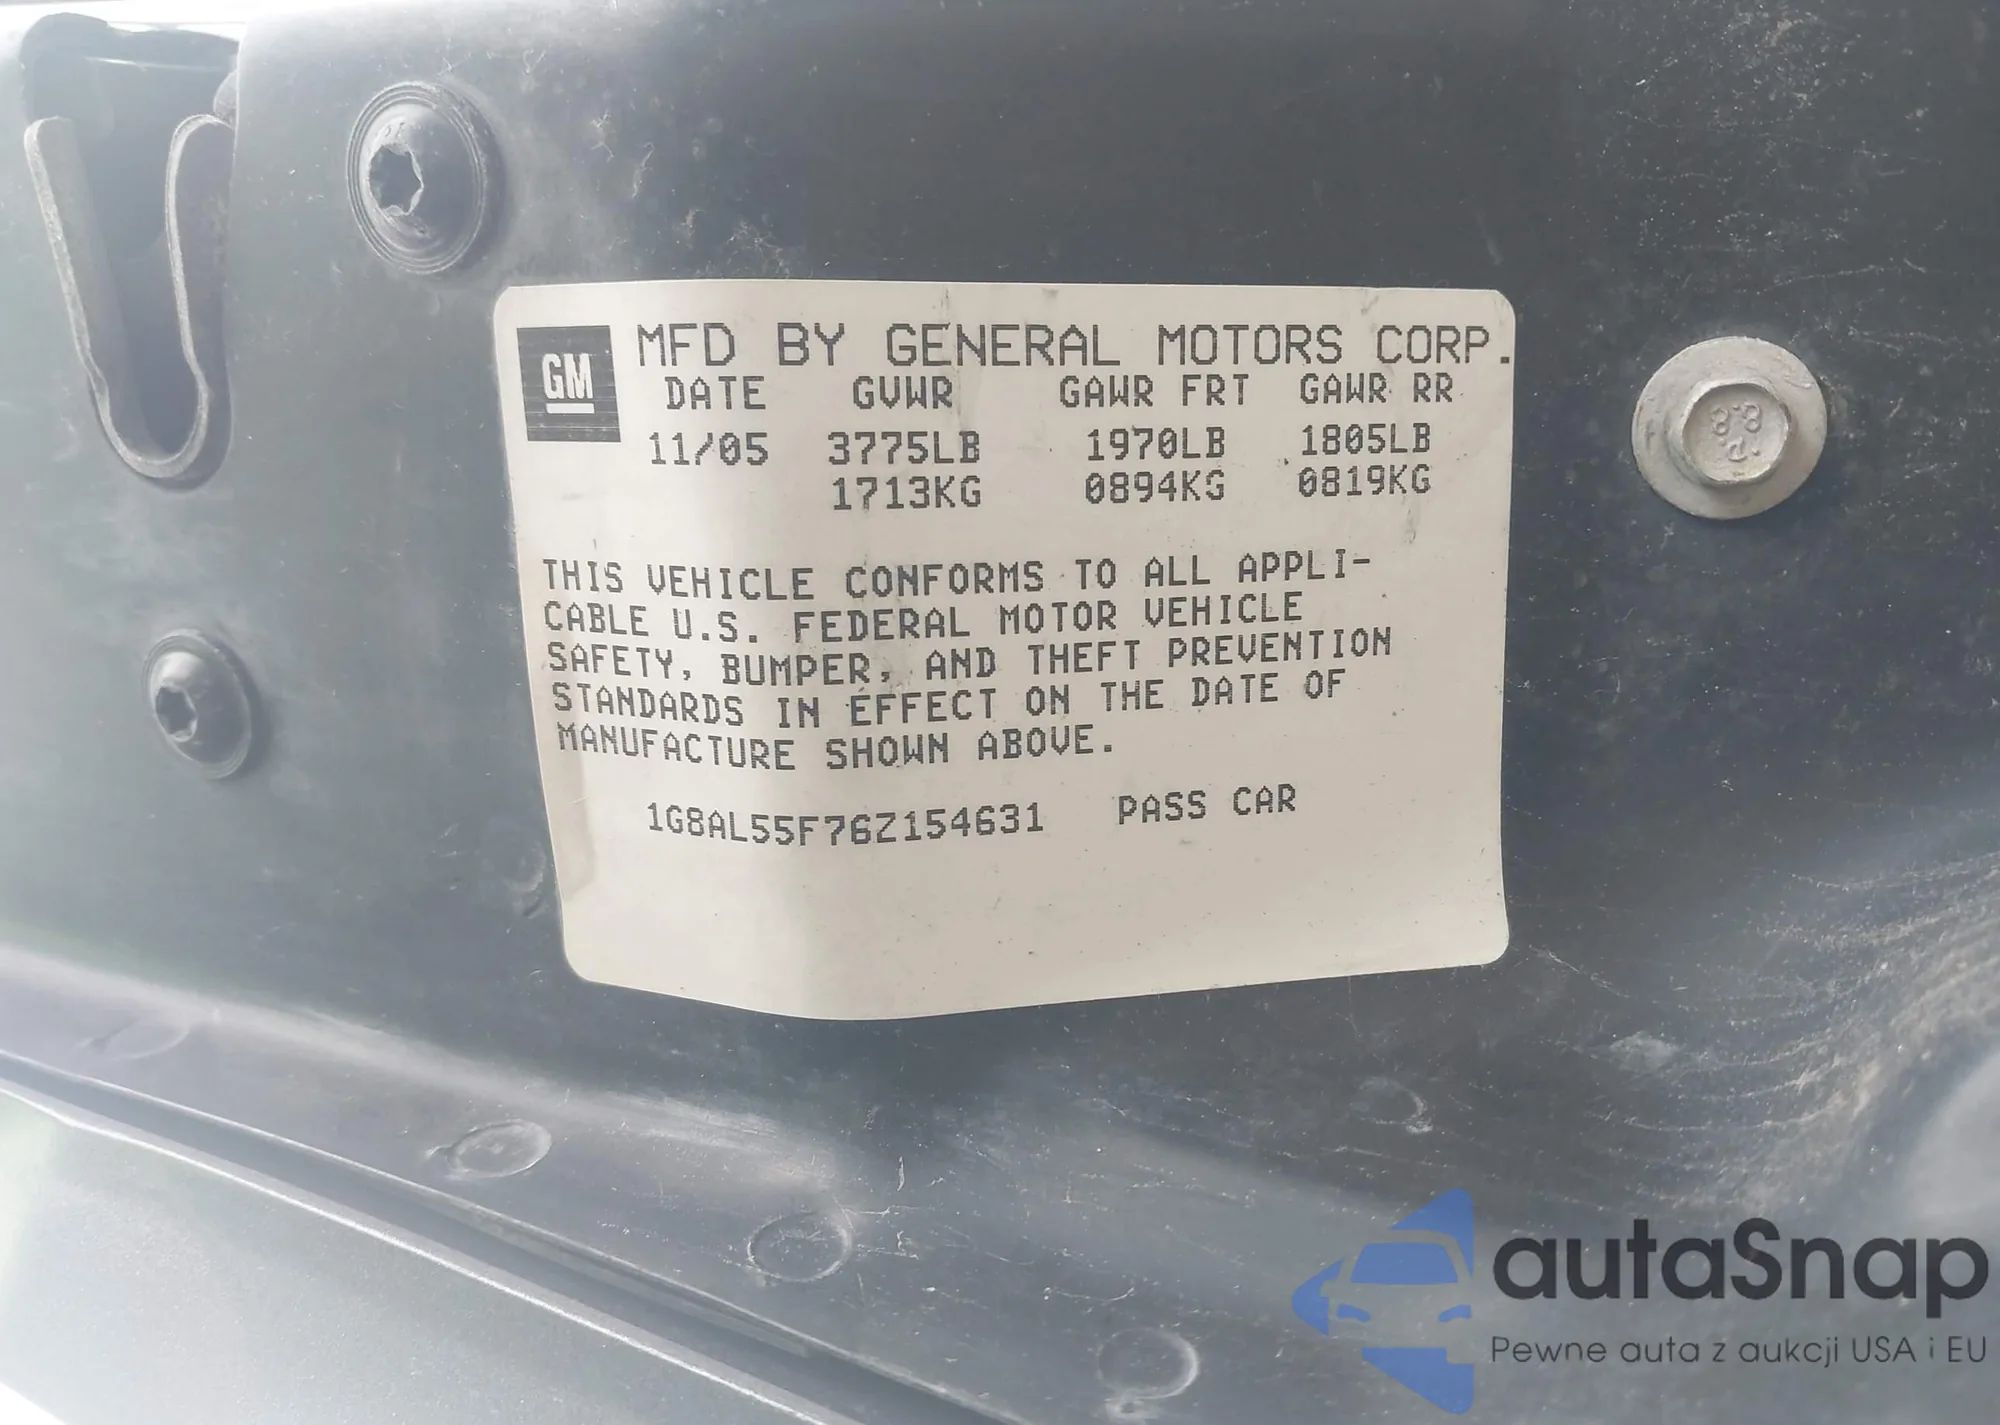 GM
MFD BY GENERAL MOTORS CORP.
DATE GVWR GAWR FRT GAWR RR
11/05 3775LB 1970LB 1805LB
1713KG 0894KG 0819KG
THIS VEHICLE CONFORMS TO ALL APPLI-
CABLE U.S. FEDERAL MOTOR VEHICLE
SAFETY, BUMPER, AND THEFT PREVENTION
STANDARDS IN EFFECT ON THE DATE OF
MANUFACTURE SHOWN ABOVE.
1G8AL55F76Z154631 PASS CAR
8.8
autaSnap
Pewne auta z aukcji USA i EU